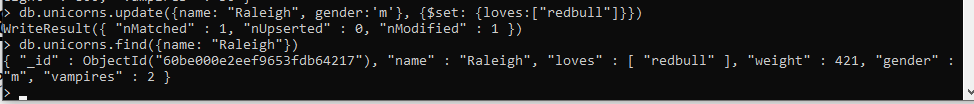 > db.unicorns.update({name: "Raleigh", gender:'m'}, {$set: {loves:["redbull"]}})
WriteResult({ "nMatched" : 1, "nUpserted" : 0, "nModified" : 1 })
> db.unicorns.find({name: "Raleigh"})
{ "_id" : ObjectId("60be000e2eef9653fdb64217"), "name" : "Raleigh", "loves" : [ "redbull" ], "weight" : 421, "gender" :
"m", "vampires" : 2 }
>